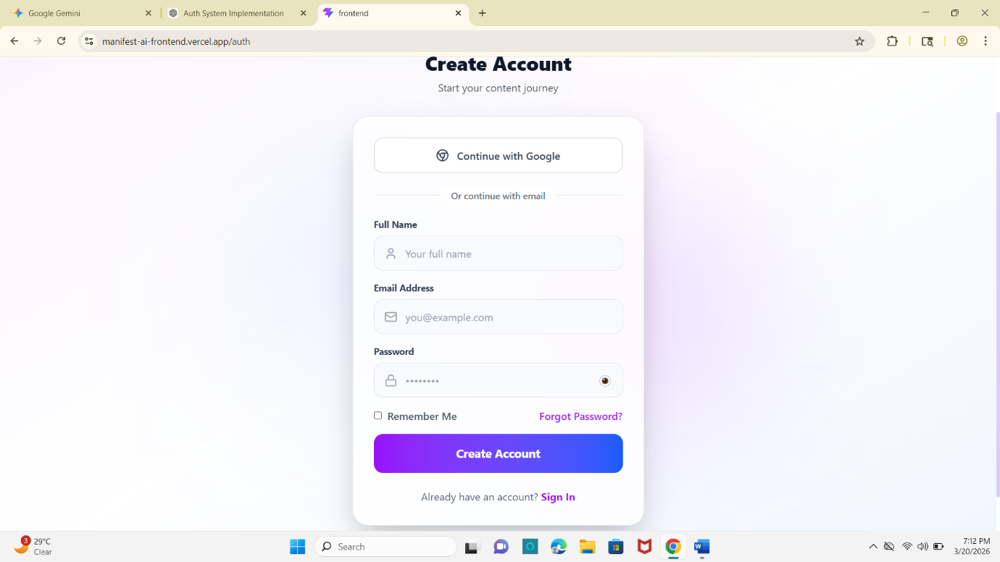 Google Gemini
Auth System Implementation
frontend
manifest-ai-frontend.vercel.app/auth
Create Account
Start your content journey
Continue with Google
Or continue with email
Full Name
Your full name
Email Address
you@example.com
Password
••••••••
Remember Me
Forgot Password?
Create Account
Already have an account? Sign In
3
29°C
Clear
Search
7:12 PM
3/20/2026